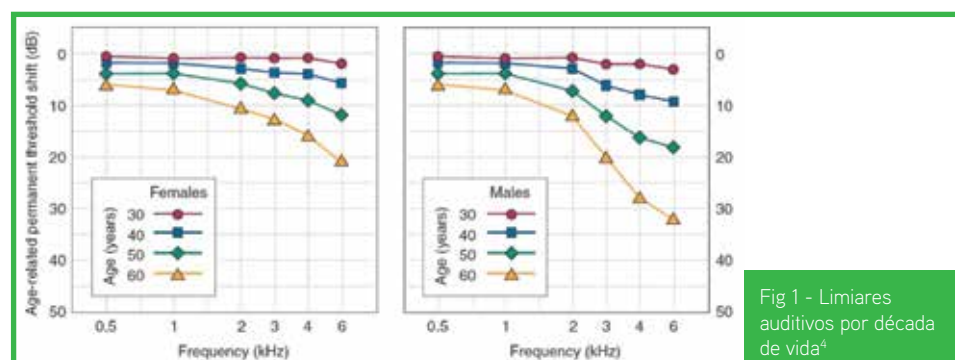 Age-related permanent threshold shift (dB)
0
10
20
30
40
50
Females
Age (years)
30
40
50
60
0.5 1 2 3 4 6
Frequency (kHz)
Males
Age (years)
30
40
50
60
0
10
20
30
40
50
0.5 1 2 3 4 6
Frequency (kHz)
Fig 1 - Limiares
auditivos por década
de vida⁴